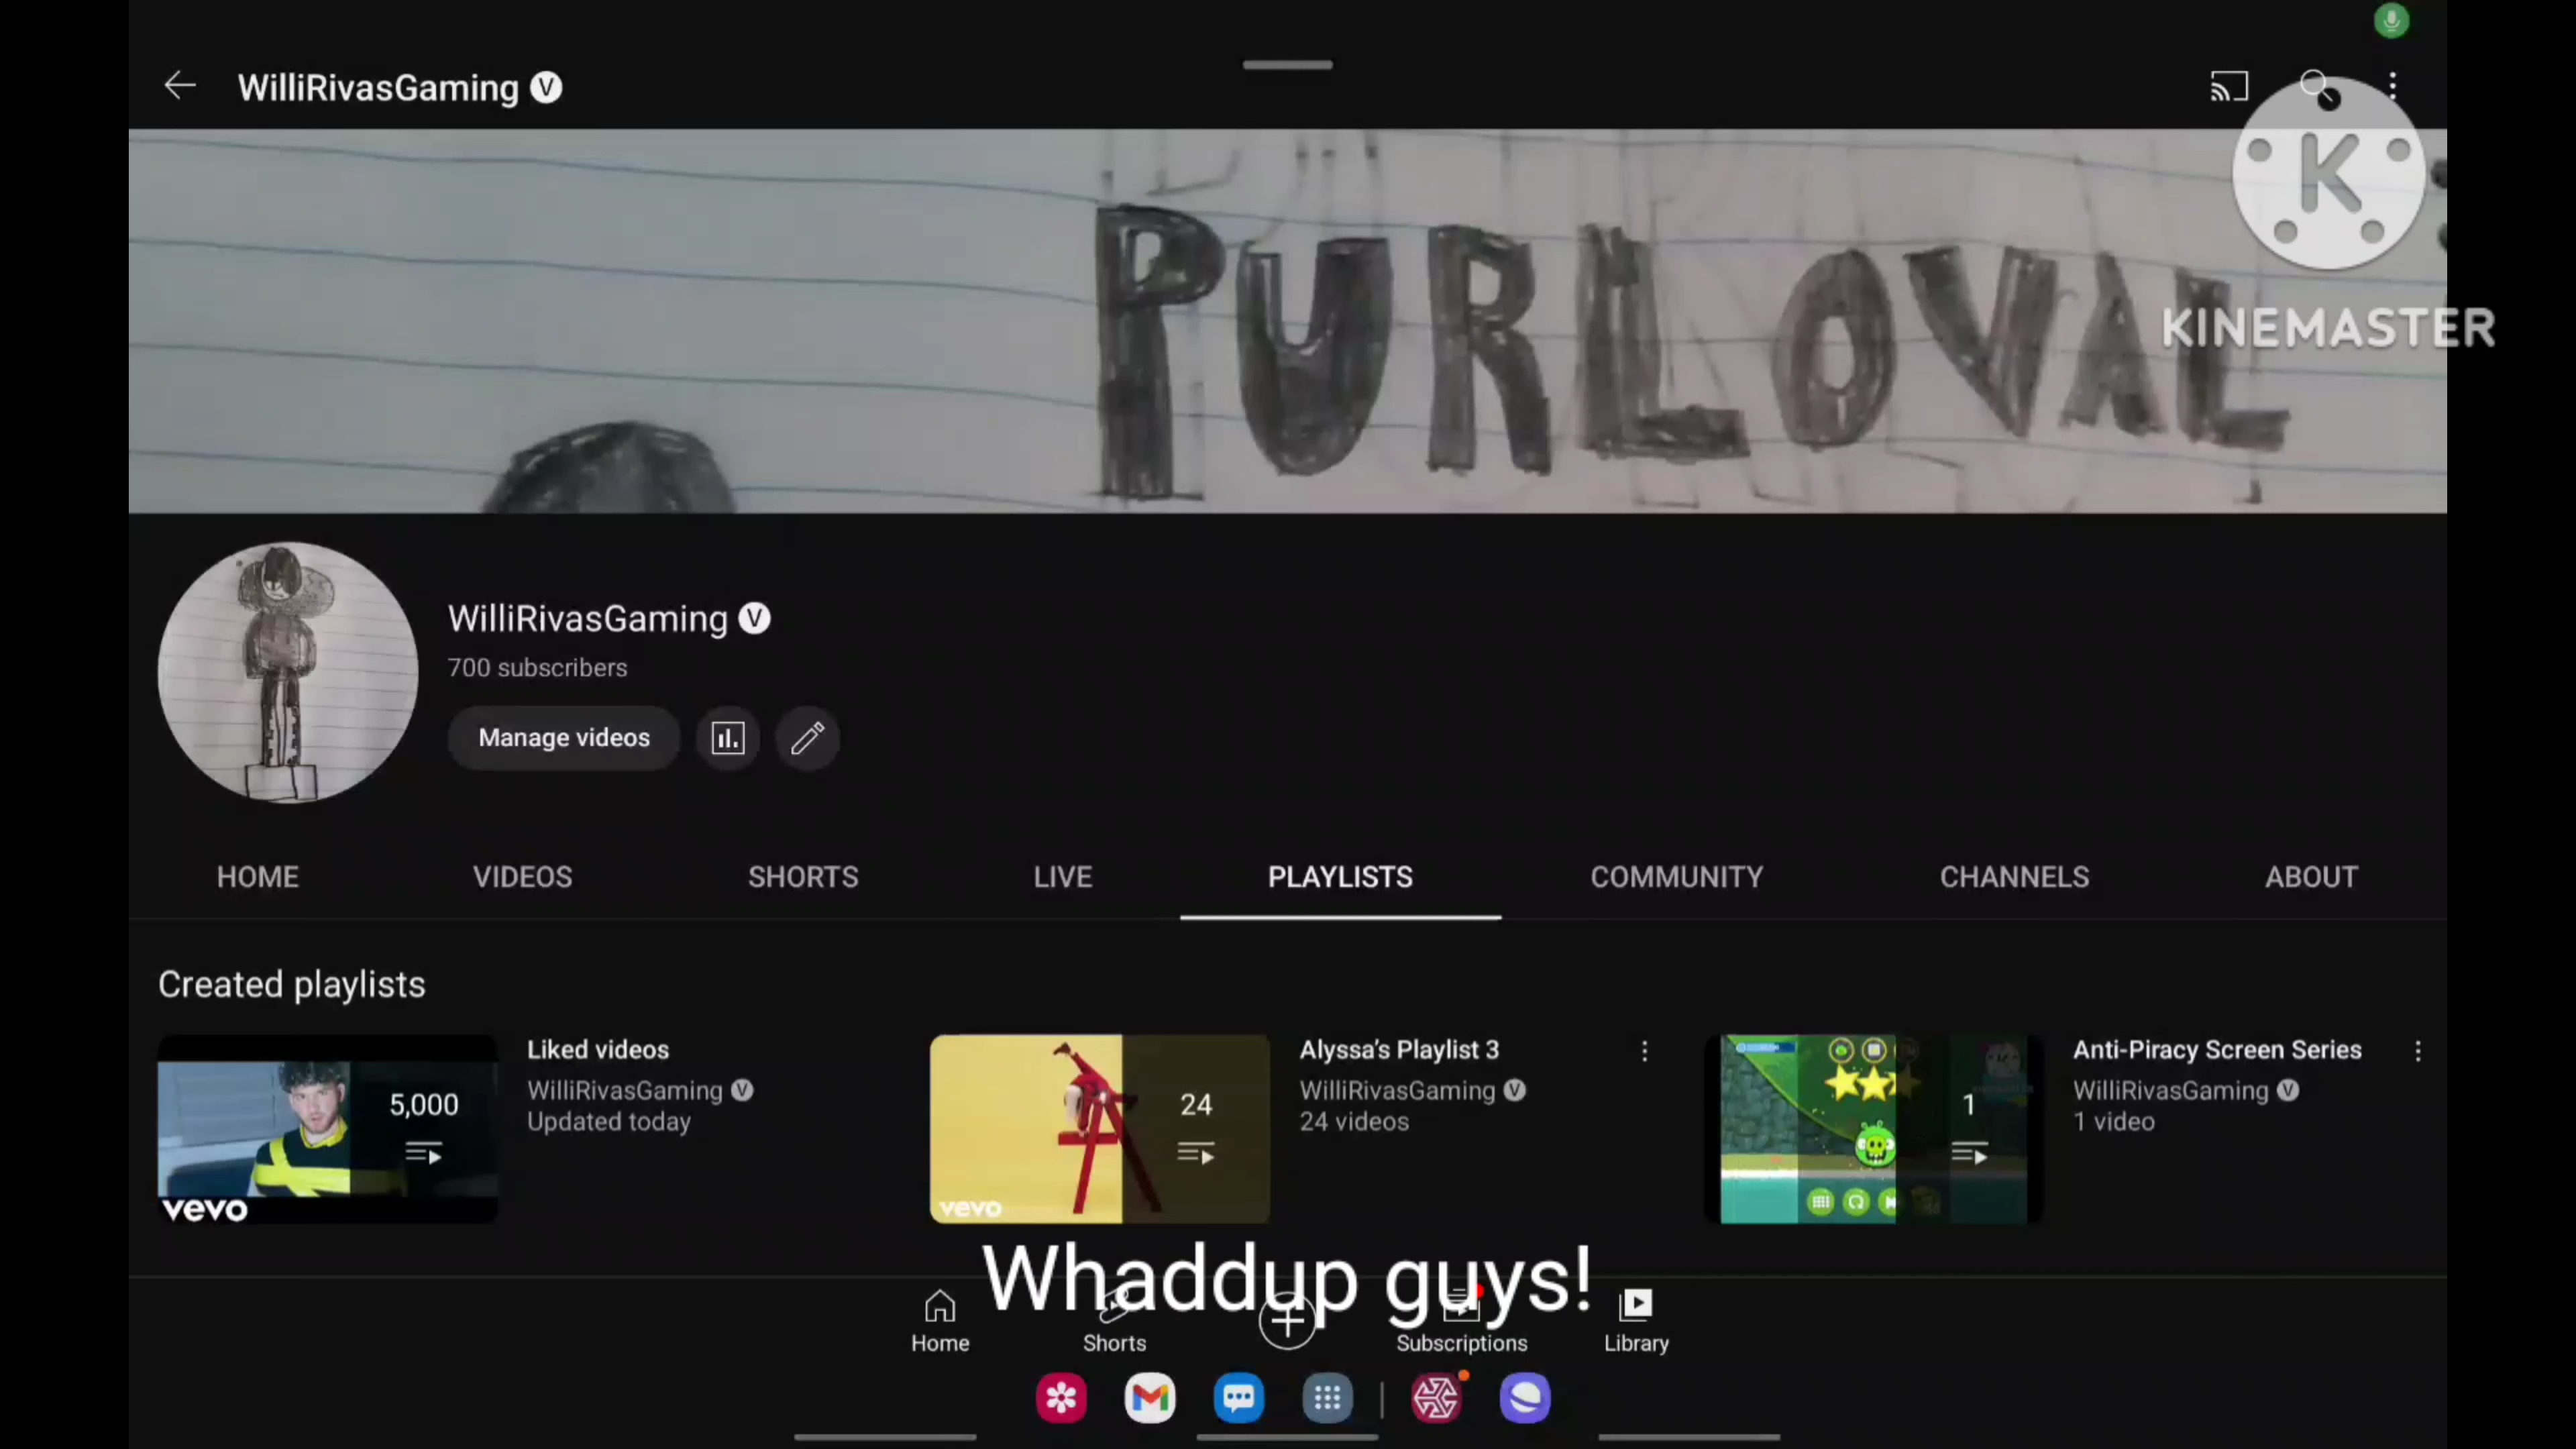 WilliRivasGaming V
K
KINEMASTER
PURLOVAL
WilliRivasGaming V
700 subscribers
Manage videos
HOME VIDEOS SHORTS LIVE PLAYLISTS COMMUNITY CHANNELS ABOUT
Created playlists
5,000
vevo
Liked videos
WilliRivasGaming V
Updated today
24
vevo
Alyssa's Playlist 3
WilliRivasGaming V
24 videos
1
Anti-Piracy Screen Series
WilliRivasGaming V
1 video
Whaddup guys!
Home Shorts Subscriptions Library